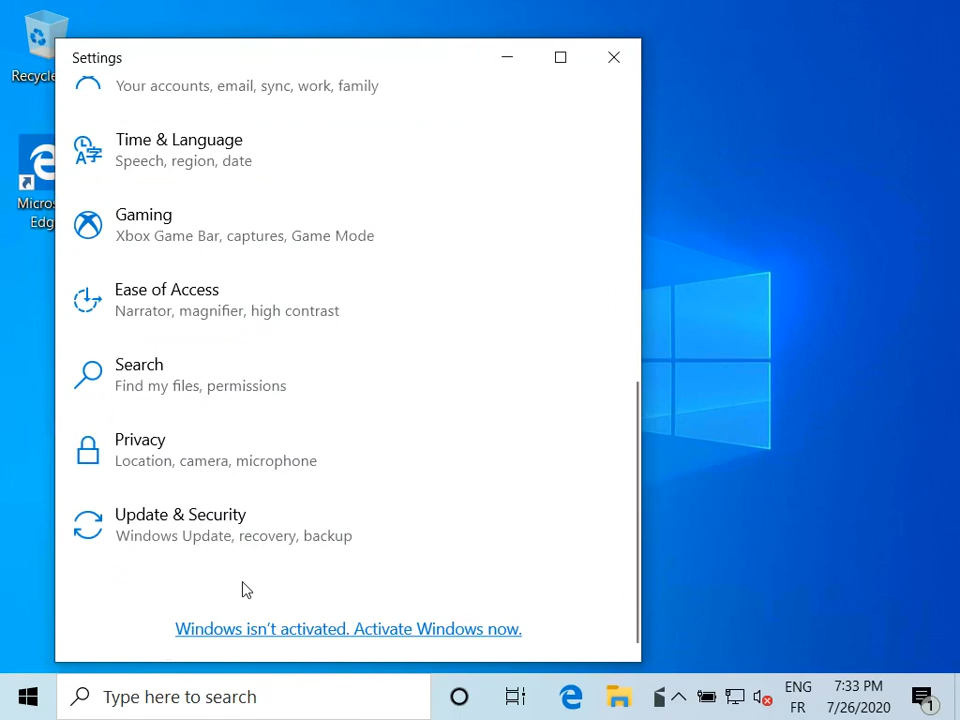 Recycle
Micros
Edg
Settings
Your accounts, email, sync, work, family
Time & Language
Speech, region, date
Gaming
Xbox Game Bar, captures, Game Mode
Ease of Access
Narrator, magnifier, high contrast
Search
Find my files, permissions
Privacy
Location, camera, microphone
Update & Security
Windows Update, recovery, backup
Windows isn't activated. Activate Windows now.
Type here to search
ENG
FR
7:33 PM
7/26/2020
1